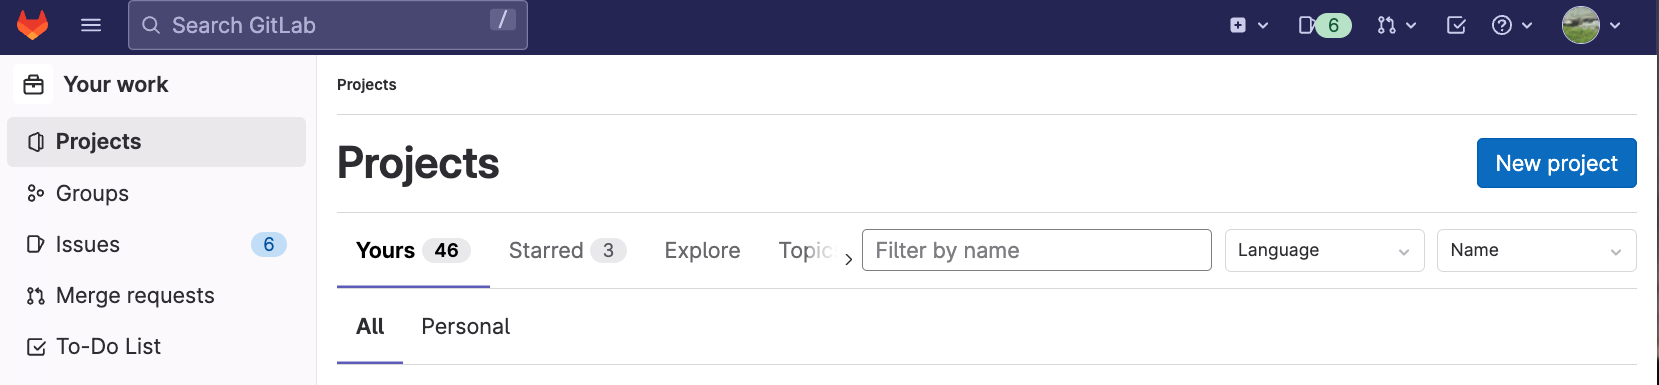 Search GitLab /
6
Your work
Projects
Groups
Issues 6
Merge requests
To-Do List
Projects
Projects
New project
Yours 46 Starred 3 Explore Topic Filter by name Language Name
All Personal